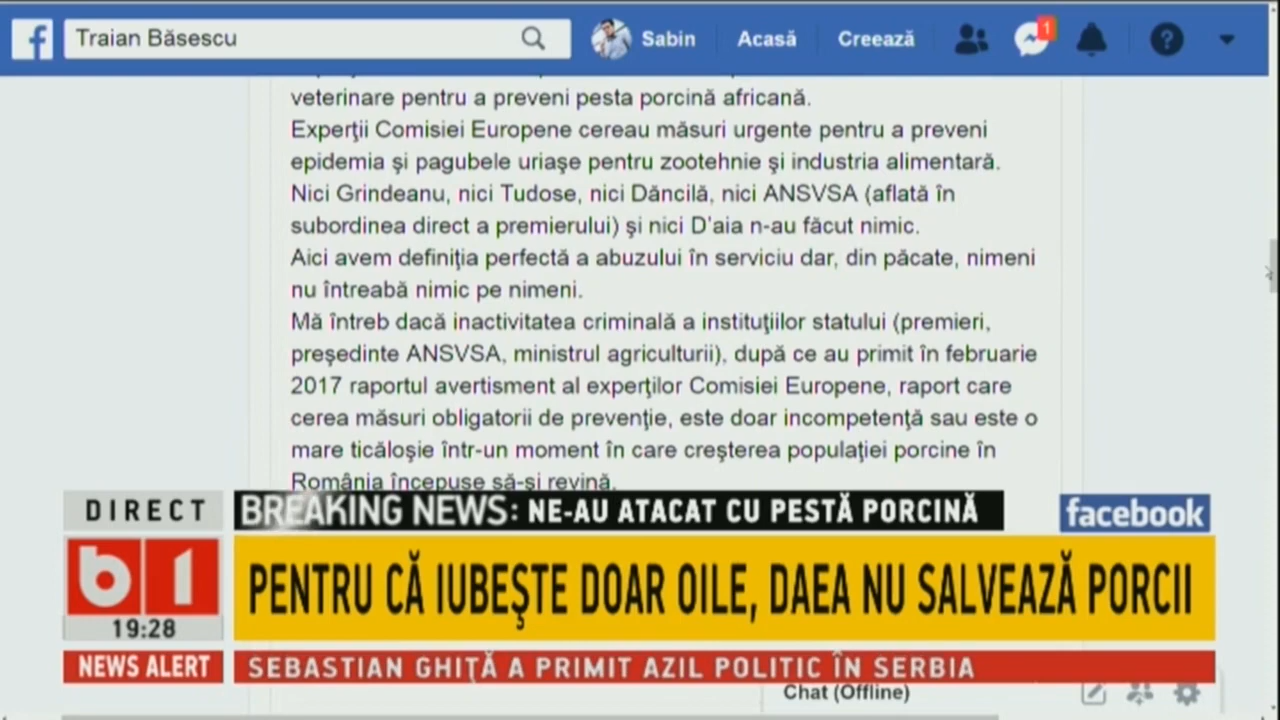 Traian Băsescu
Sabin
Acasă
Creează
1
veterinare pentru a preveni pesta porcină africană.
Experţii Comisiei Europene cereau măsuri urgente pentru a preveni
epidemia şi pagubele uriaşe pentru zootehnie şi industria alimentară.
Nici Grindeanu, nici Tudose, nici Dăncilă, nici ANSVSA (aflată în
subordinea direct a premierului) şi nici D'aia n-au făcut nimic.
Aici avem definiţia perfectă a abuzului în serviciu dar, din păcate, nimeni
nu întreabă nimic pe nimeni.
Mă întreb dacă inactivitatea criminală a instituţiilor statului (premieri,
preşedinte ANSVSA, ministrul agriculturii), după ce au primit în februarie
2017 raportul avertisment al experţilor Comisiei Europene, raport care
cerea măsuri obligatorii de prevenţie, este doar incompetenţă sau este o
mare ticăloşie într-un moment în care creşterea populaţiei porcine în
România începuse să-şi revină.
DIRECT
BREAKING NEWS: NE-AU ATACAT CU PESTĂ PORCINĂ
facebook
b1
PENTRU CĂ IUBEŞTE DOAR OILE, DAEA NU SALVEAZĂ PORCII
19:28
NEWS ALERT
SEBASTIAN GHIŢĂ A PRIMIT AZIL POLITIC ÎN SERBIA
Chat (Offline)